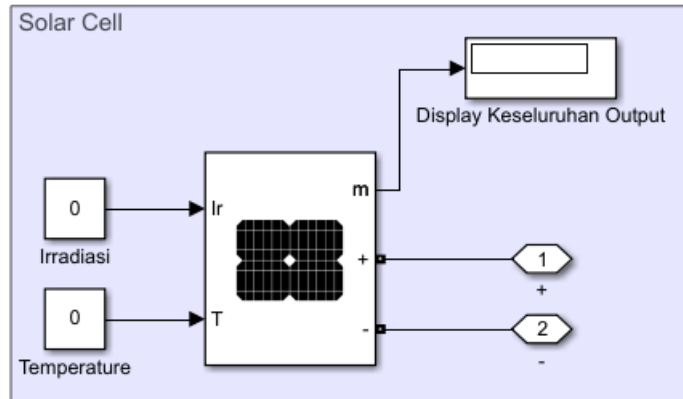 Solar Cell
Display Keseluruhan Output
m
0
Ir
Irradiasi
+
1
+
0
T
-
2
Temperature
-